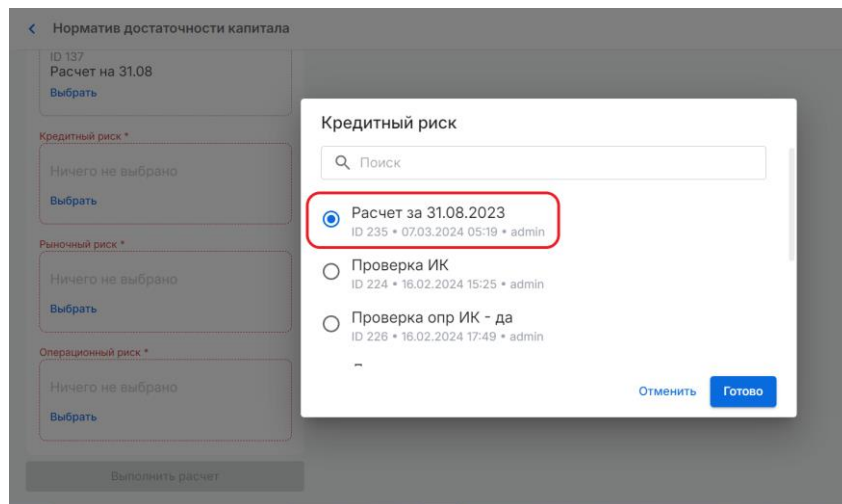 Норматив достаточности капитала
ID 137
Расчет на 31.08
Выбрать
Кредитный риск *
Ничего не выбрано
Выбрать
Рыночный риск *
Ничего не выбрано
Выбрать
Операционный риск *
Ничего не выбрано
Выбрать
Выполнить расчет
Кредитный риск
Поиск
Расчет за 31.08.2023
ID 235 • 07.03.2024 05:19 • admin
Проверка ИК
ID 224 • 16.02.2024 15:25 • admin
Проверка опр ИК - да
ID 226 • 16.02.2024 17:49 • admin
Отменить
Готово